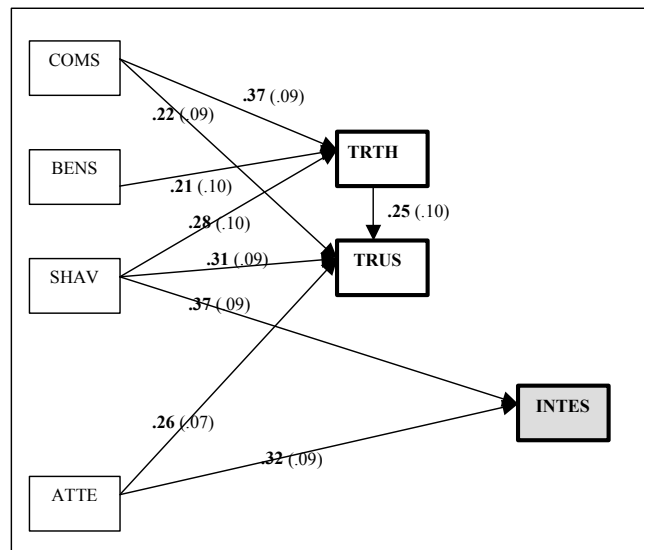 COMS
.37 (.09)
.22 (.09)
TRTH
BENS
.21 (.10)
.25 (.10)
.28 (.10)
TRUS
.31 (.09)
SHAV
.37 (.09)
INTES
.26 (.07)
.32 (.09)
ATTE